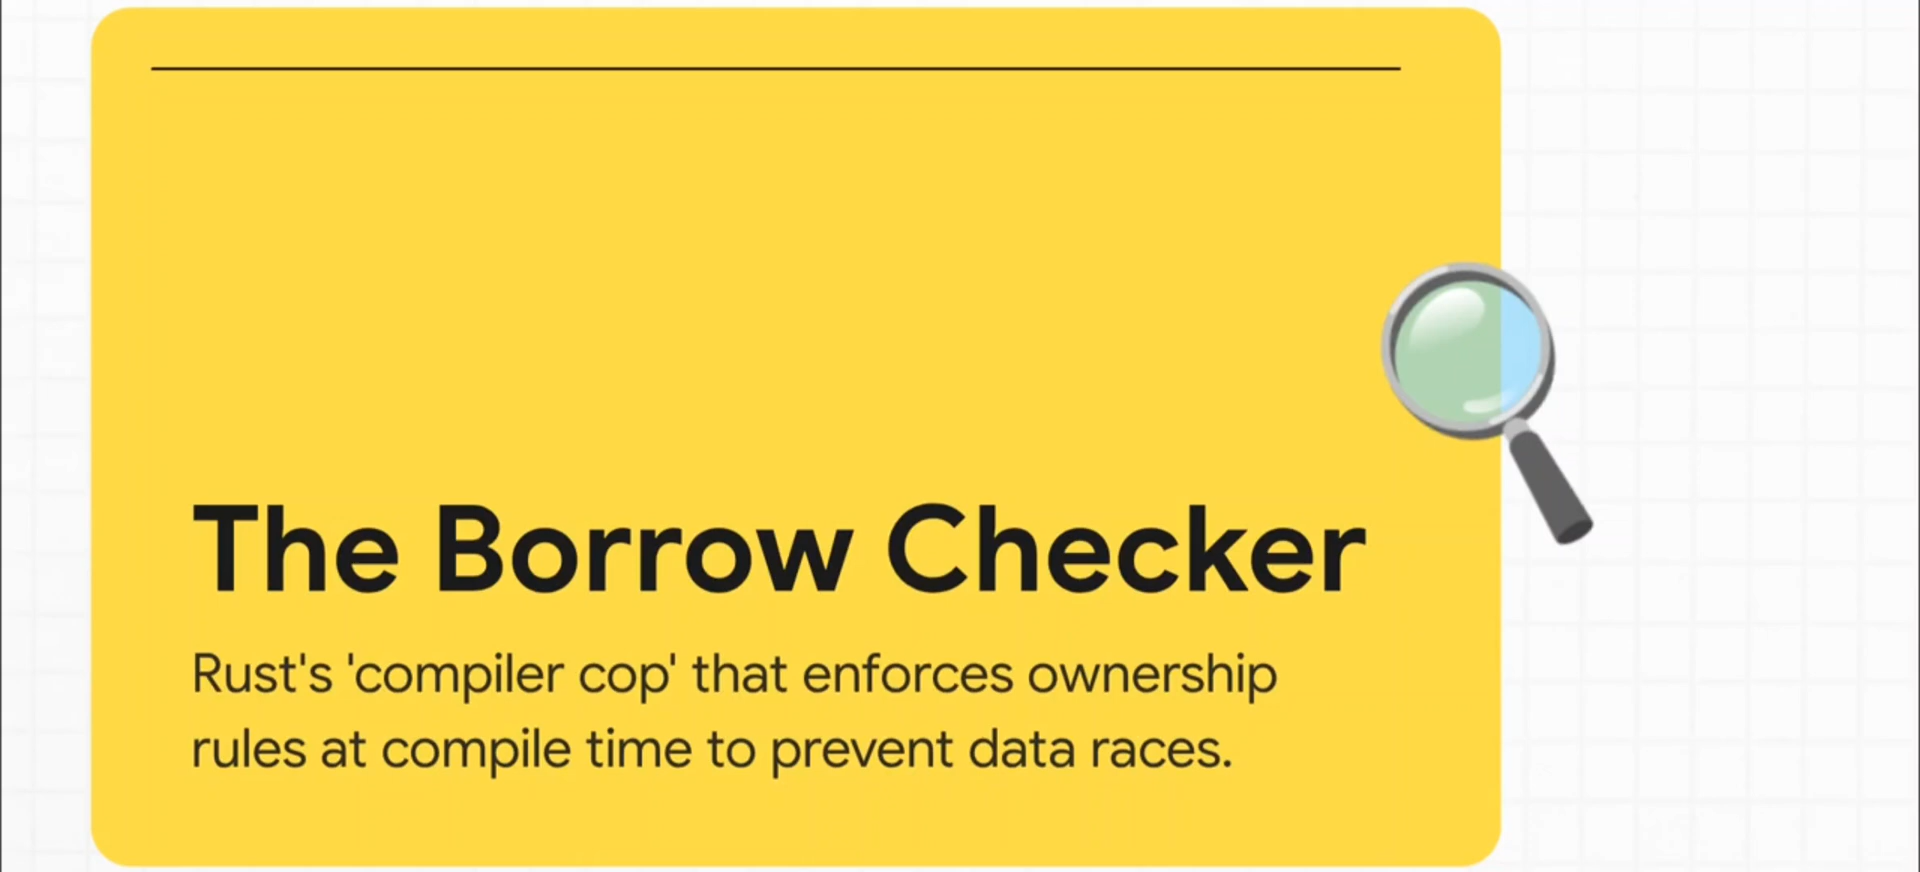 The Borrow Checker
Rust's 'compiler cop' that enforces ownership
rules at compile time to prevent data races.